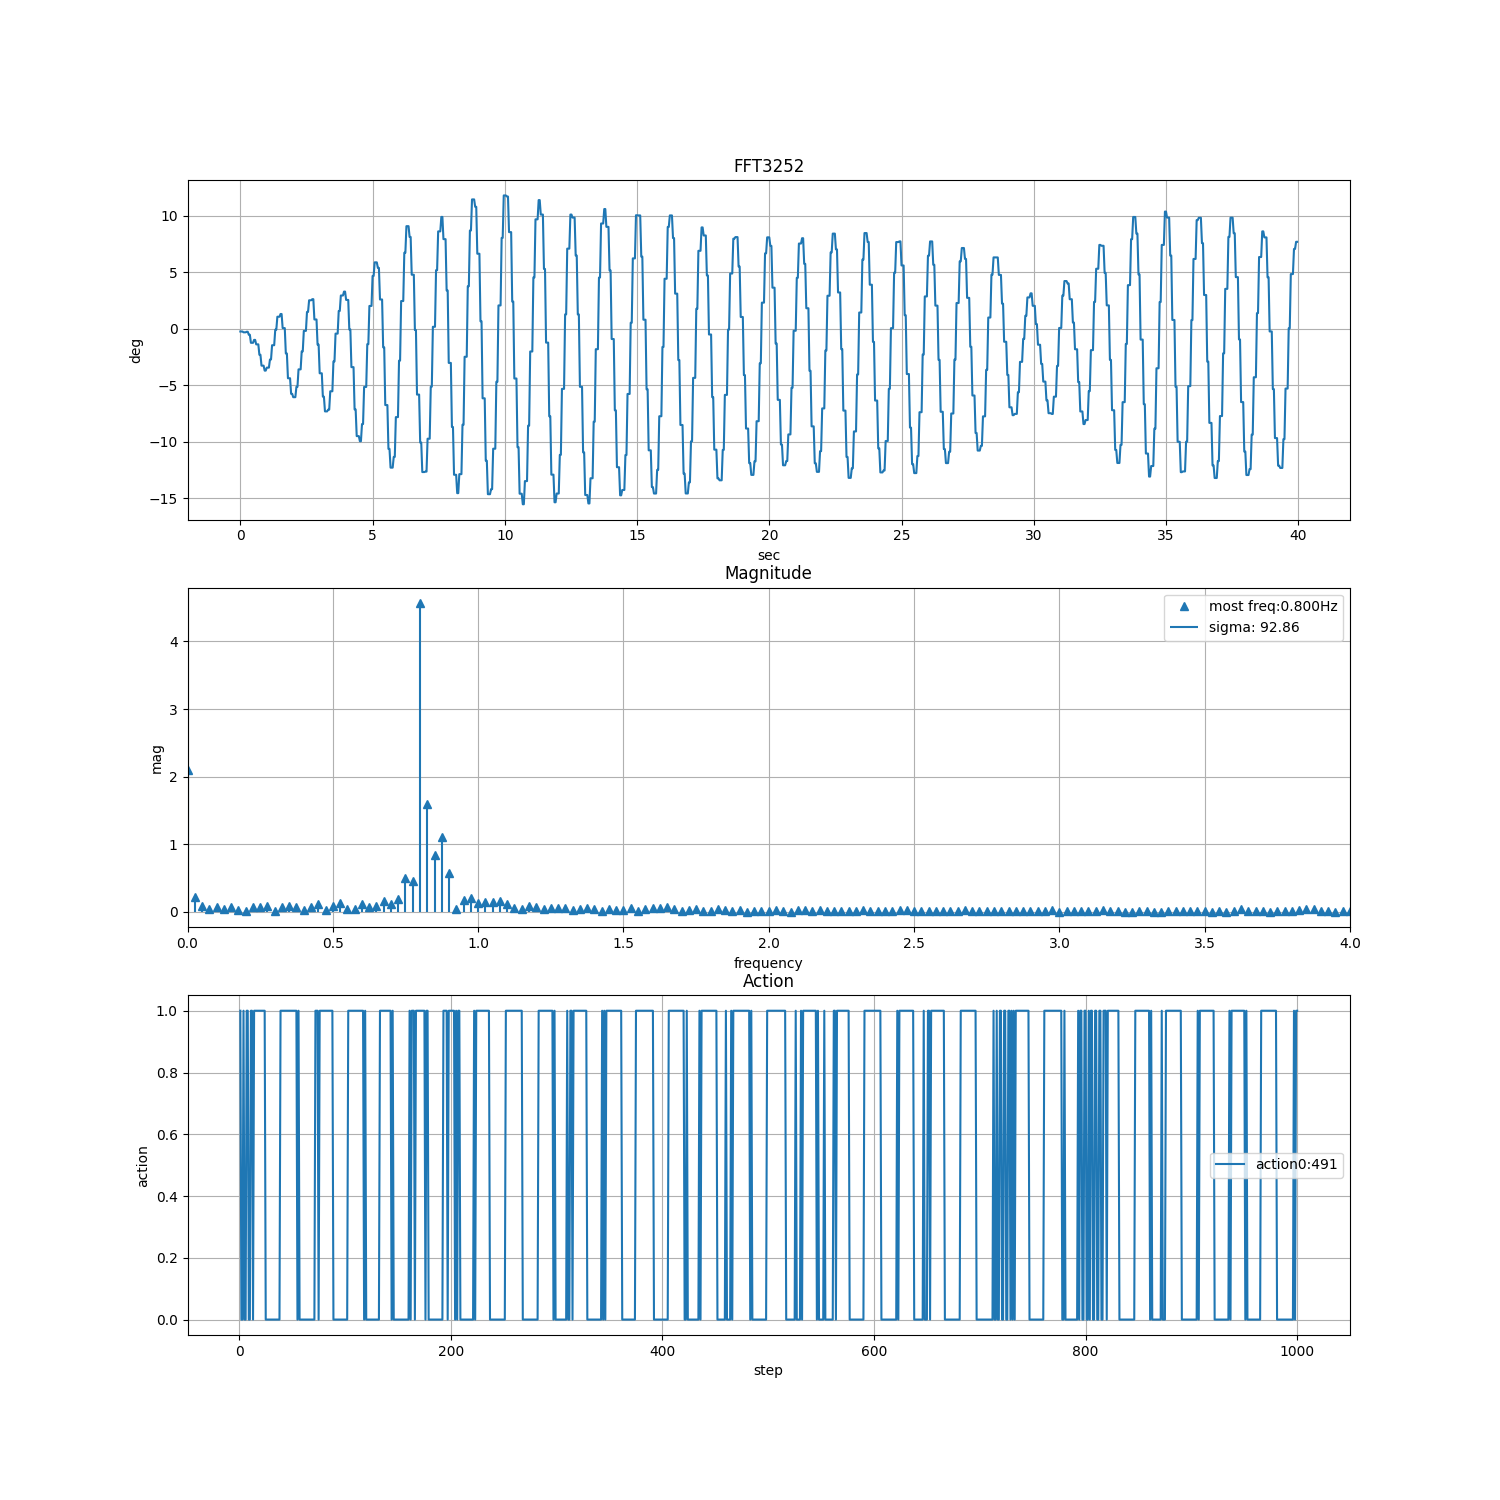 FFT3252
10
5
0
−5
−10
−15
deg
0 5 10 15 20 25 30 35 40
sec
Magnitude
most freq:0.800Hz
sigma: 92.86
4
3
2
1
0
mag
0.0 0.5 1.0 1.5 2.0 2.5 3.0 3.5 4.0
frequency
Action
1.0
0.8
0.6
0.4
0.2
0.0
action
action0:491
0 200 400 600 800 1000
step